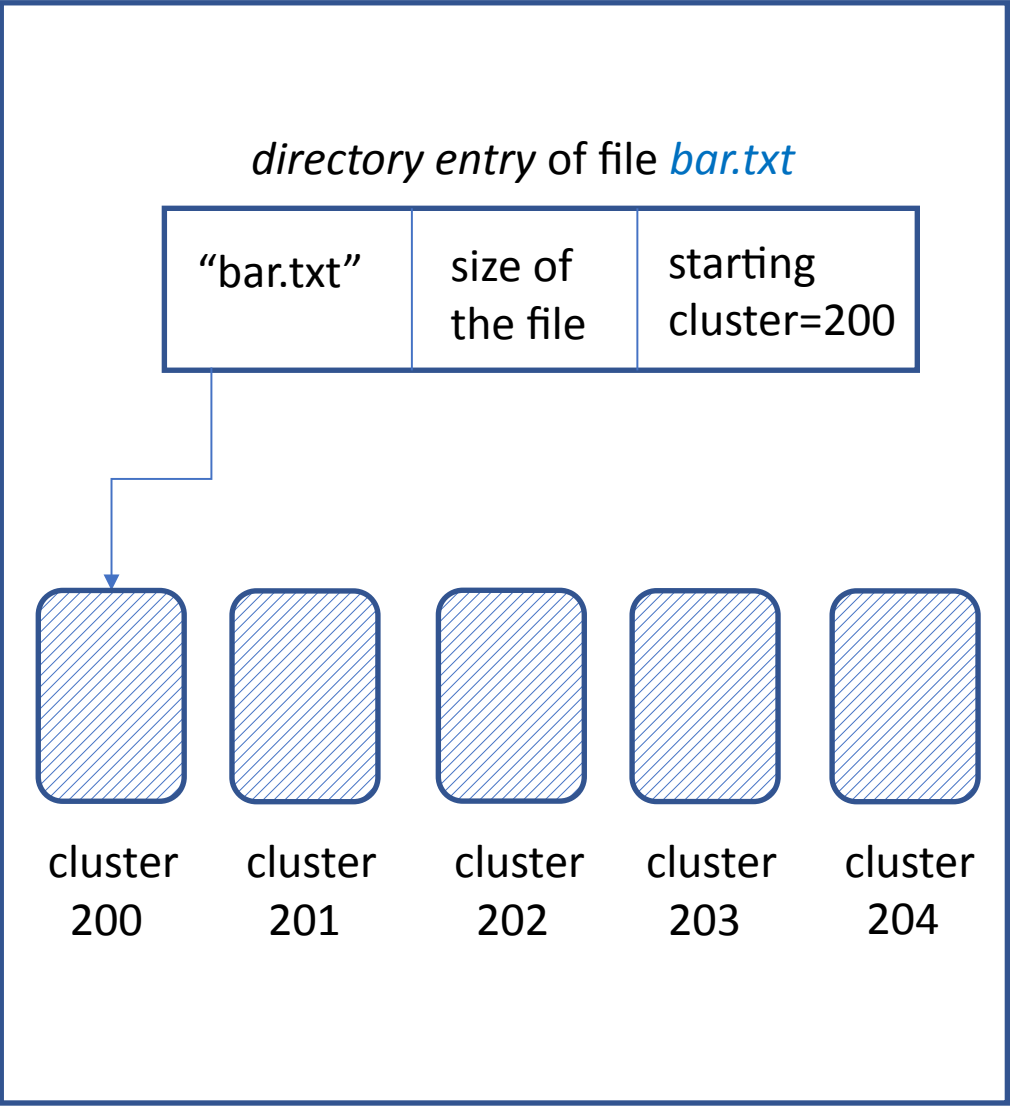 directory entry of file bar.txt
“bar.txt”
size of
the file
starting
cluster=200
cluster
200
cluster
201
cluster
202
cluster
203
cluster
204